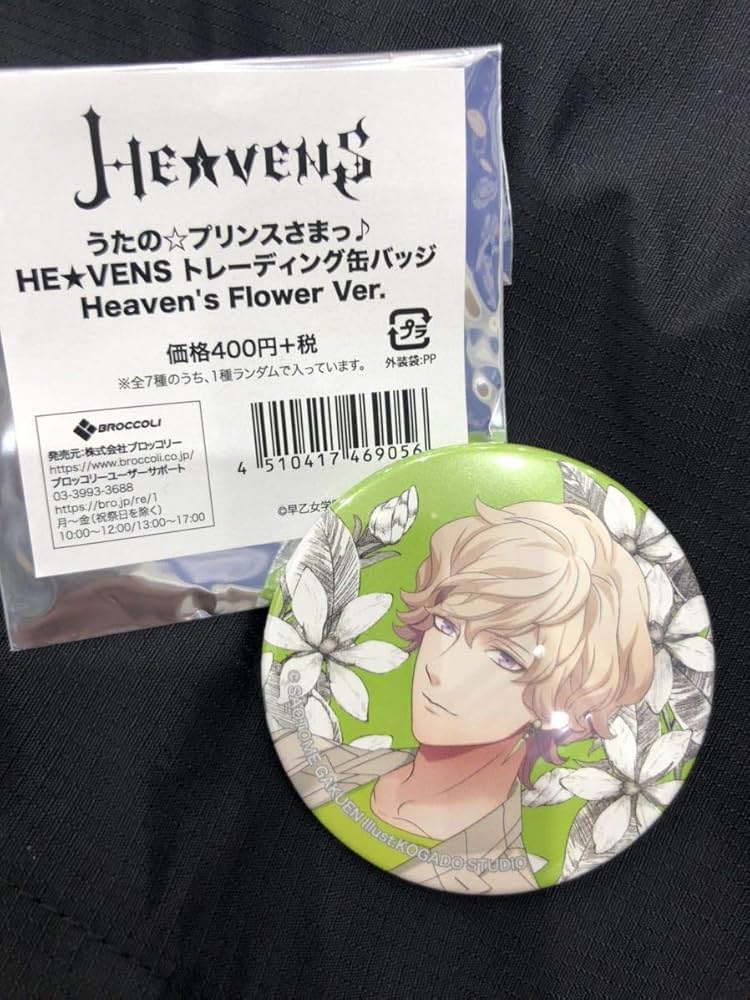 HE★VENS
うたの☆プリンスさまっ♪
HE★VENS トレーディング缶バッジ
Heaven's Flower Ver.
価格400円+税
プラ
外装袋:PP
※全7種のうち、1種ランダムで入っています。
BROCCOLI
発売元:株式会社ブロッコリー
https://www.broccoli.co.jp/
ブロッコリーユーザーサポート
03-3993-3688
https://bro.jp/re/1
月〜金(祝祭日を除く)
10:00〜12:00/13:00〜17:00
4 510417 469056
©早乙女学
© SAOTOME GAKUEN Illust.KOGADO STUDIO